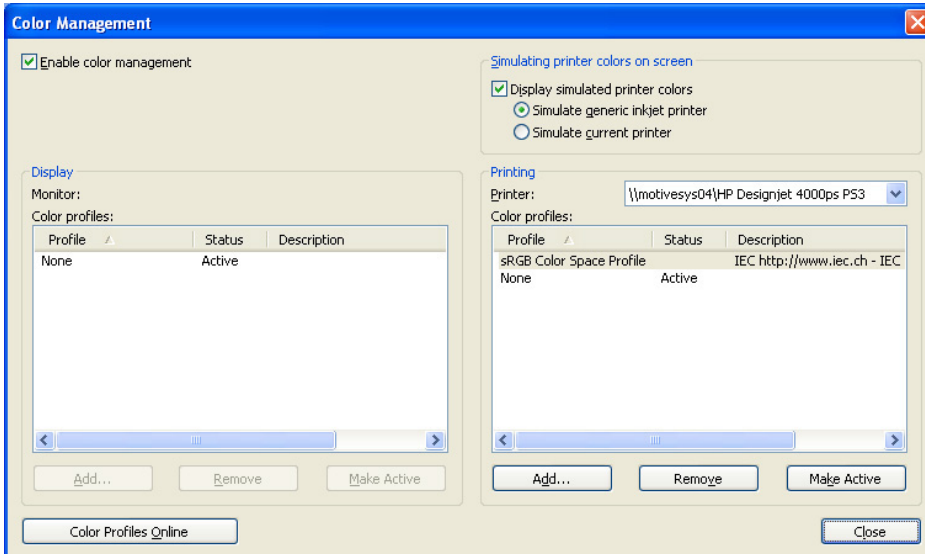 Color Management
Enable color management
Simulating printer colors on screen
Display simulated printer colors
Simulate generic inkjet printer
Simulate current printer
Display
Monitor:
Color profiles:
Profile Status Description
None Active
Add... Remove Make Active
Printing
Printer: \\motivesys04\HP Designjet 4000ps PS3
Color profiles:
Profile Status Description
sRGB Color Space Profile IEC http://www.iec.ch - IEC
None Active
Add... Remove Make Active
Color Profiles Online
Close